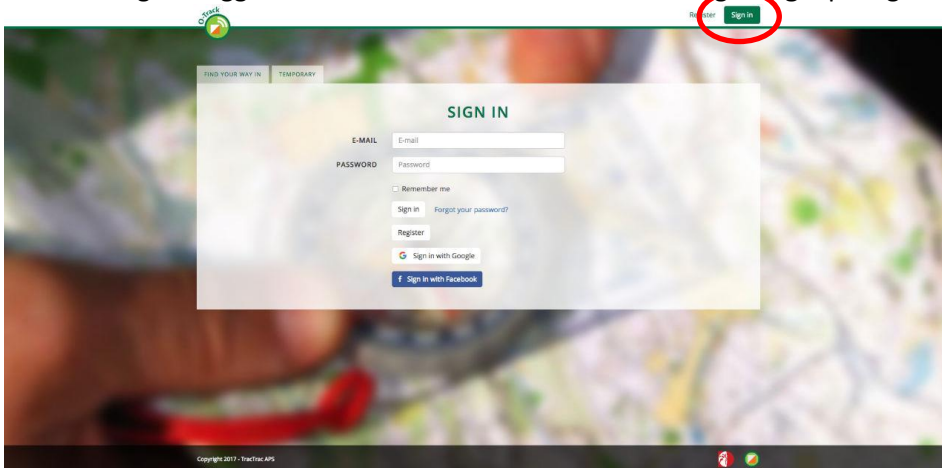 O-Track
Register Sign in
FIND YOUR WAY IN TEMPORARY
SIGN IN
E-MAIL E-mail
PASSWORD Password
Remember me
Sign in Forgot your password?
Register
G Sign in with Google
f Sign in with Facebook
Copyright 2017 - TracTrac APS